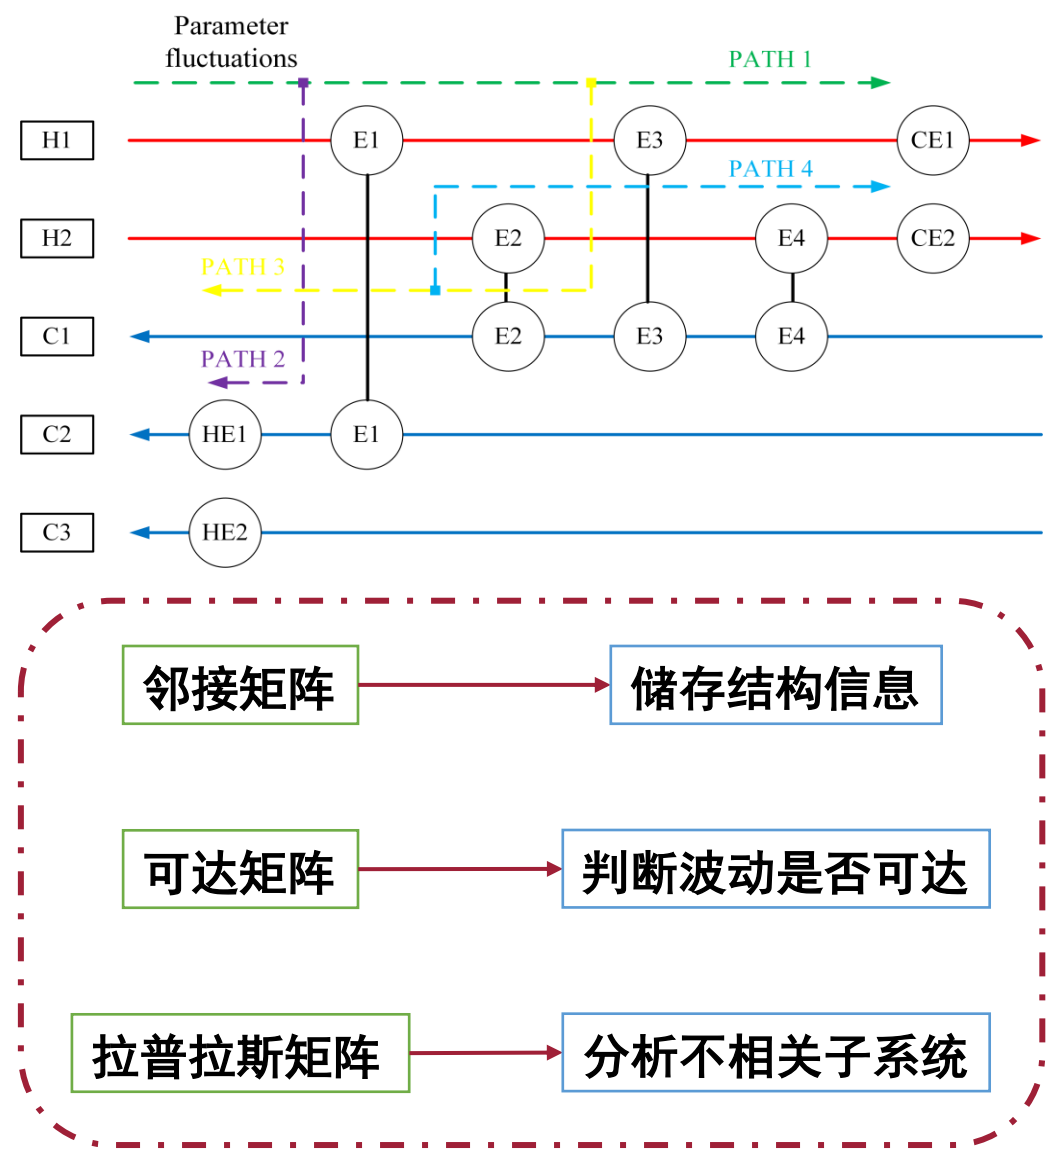 Parameter
fluctuations
PATH 1
H1
E1
E3
CE1
PATH 4
H2
E2
E4
CE2
PATH 3
C1
E2
E3
E4
PATH 2
C2
HE1
E1
C3
HE2
邻接矩阵
储存结构信息
可达矩阵
判断波动是否可达
拉普拉斯矩阵
分析不相关子系统